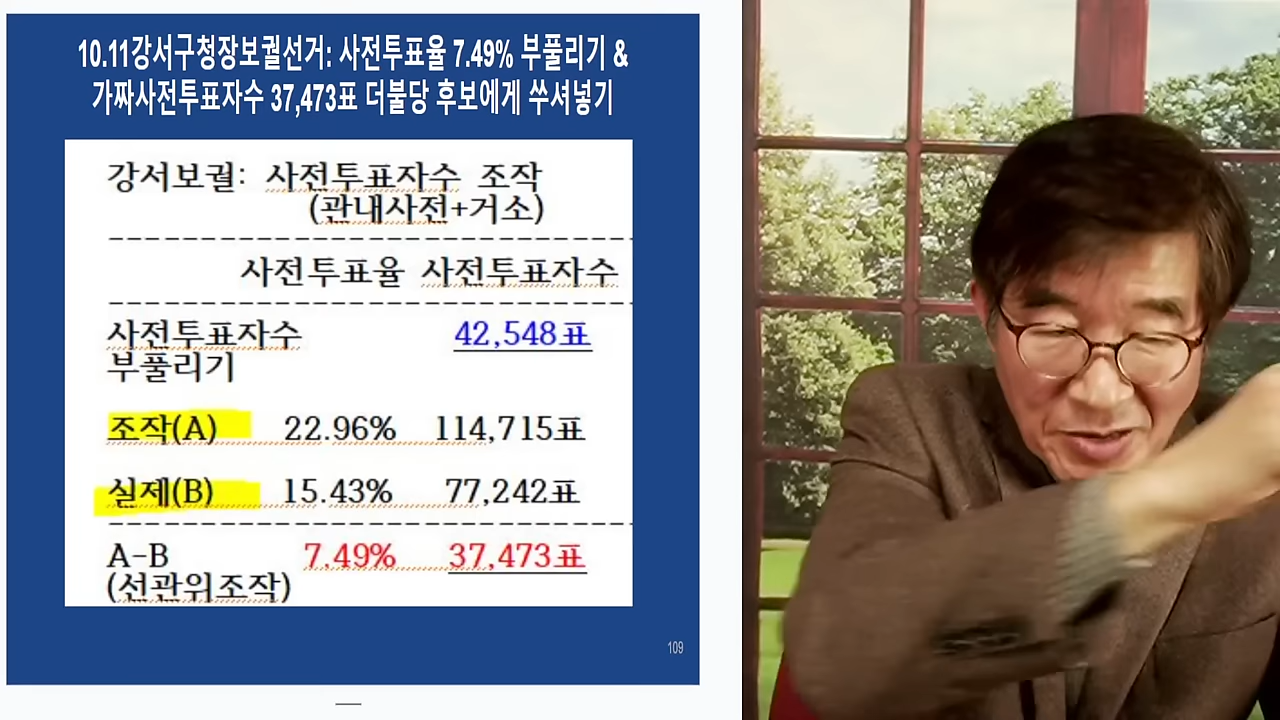 10.11강서구청장보궐선거: 사전투표율 7.49% 부풀리기 &
가짜사전투표자수 37,473표 더불당 후보에게 쑤셔넣기
강서보궐: 사전투표자수 조작
(관내사전+거소)
사전투표율 사전투표자수
사전투표자수 42,548표
부풀리기
조작(A) 22.96% 114,715표
실제(B) 15.43% 77,242표
A-B 7.49% 37,473표
(선관위조작)
109